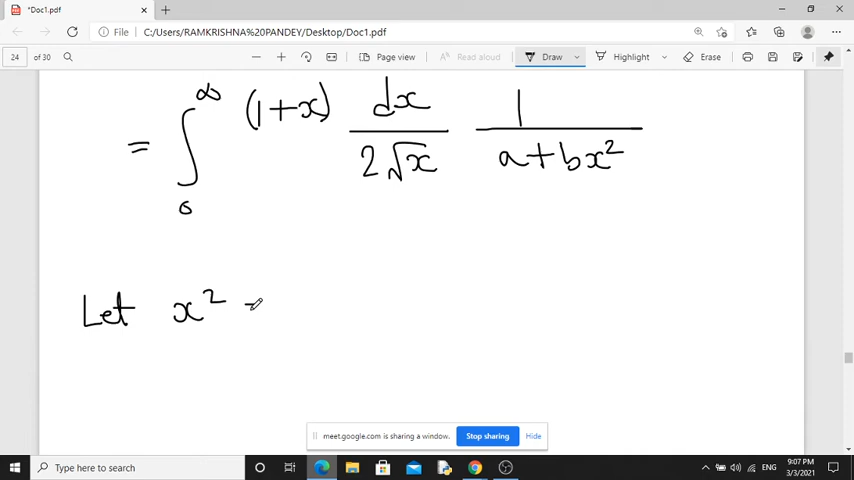 *Doc1.pdf
File C:/Users/RAMKRISHNA%20PANDEY/Desktop/Doc1.pdf
24 of 30 Page view Read aloud Draw Highlight Erase
= ∫₀^∞ (1+x) dx/(2√x) 1/(a+bx²)
Let x² =
meet.google.com is sharing a window. Stop sharing Hide
Type here to search ENG 9:07 PM
3/3/2021